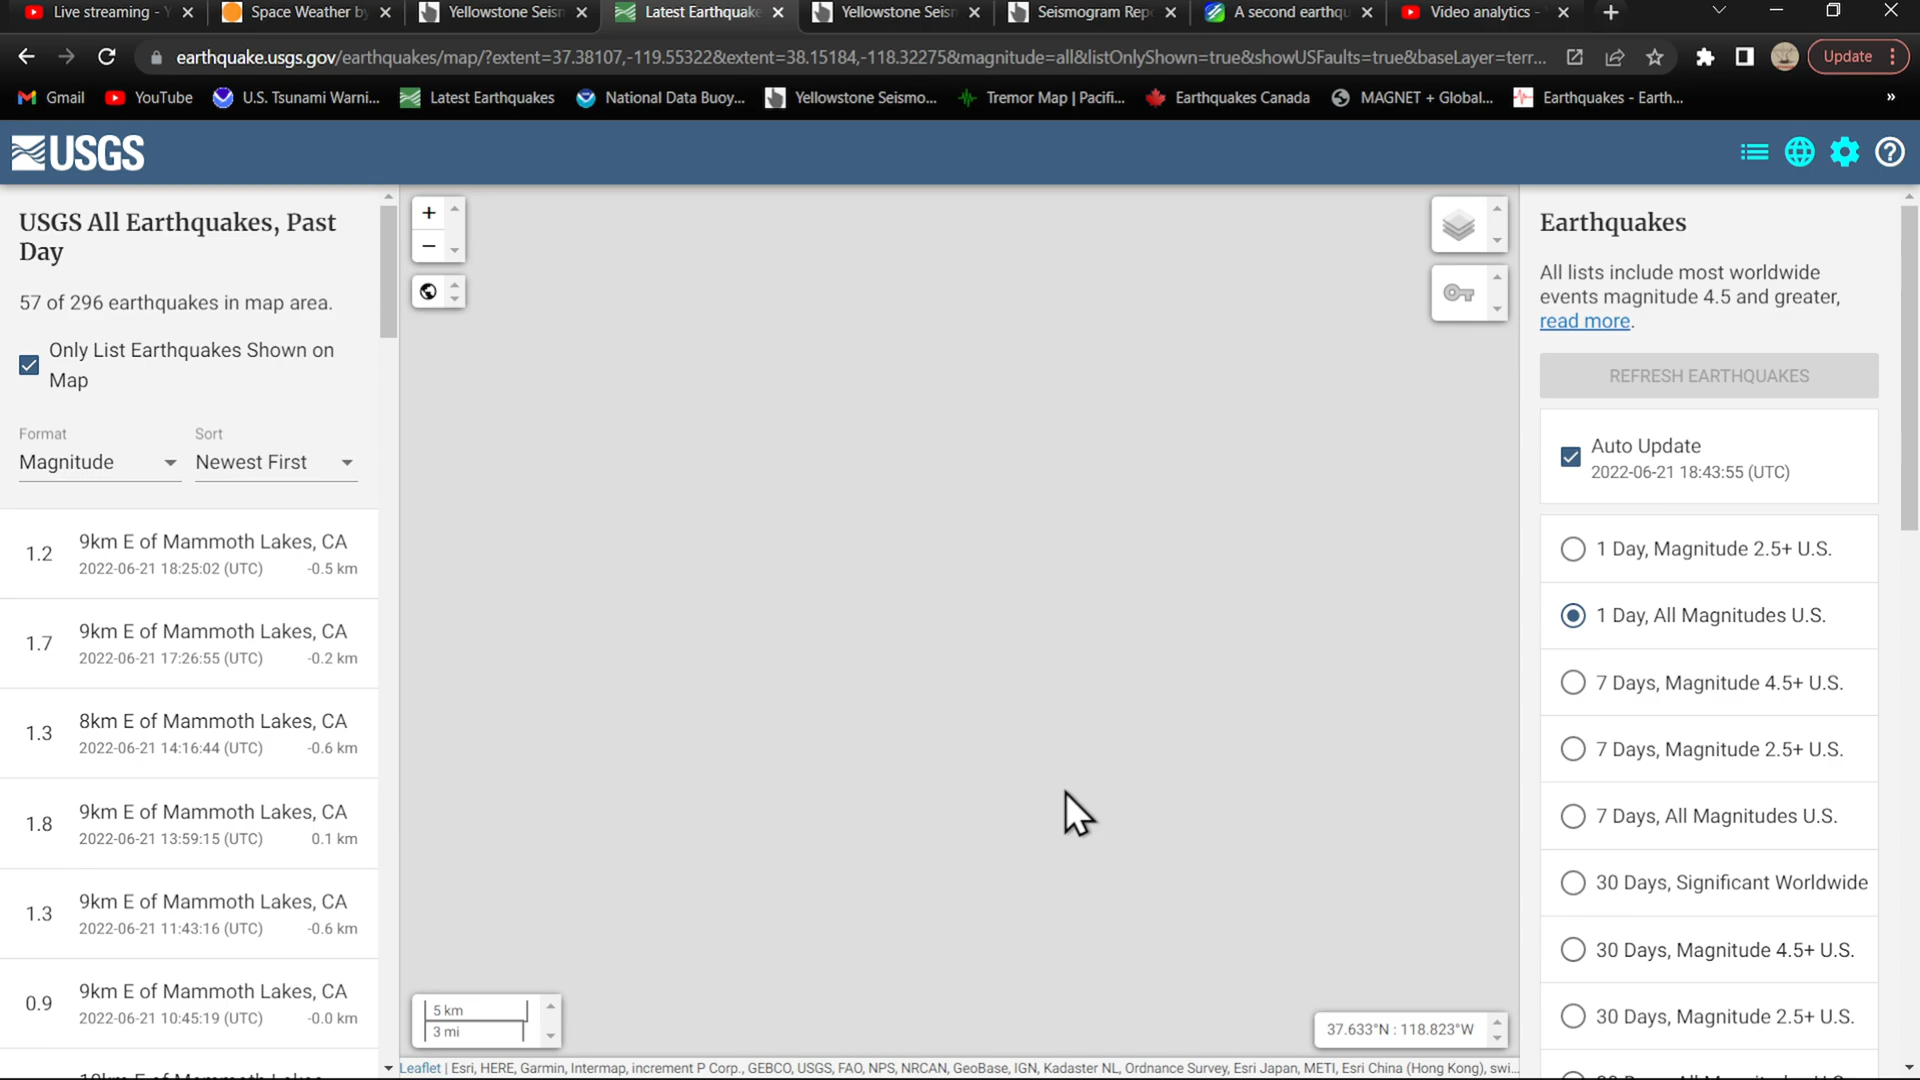 Live streaming - Y
Space Weather by
Yellowstone Seism
Latest Earthquake
Yellowstone Seism
Seismogram Repo
A second earthqu
Video analytics -
earthquake.usgs.gov/earthquakes/map/?extent=37.38107,-119.55322&extent=38.15184,-118.32275&magnitude=all&listOnlyShown=true&showUSFaults=true&baseLayer=terr...
Update
Gmail
YouTube
U.S. Tsunami Warni...
Latest Earthquakes
National Data Buoy...
Yellowstone Seismo...
Tremor Map | Pacifi...
Earthquakes Canada
MAGNET + Global...
Earthquakes - Earth...
»
USGS
USGS All Earthquakes, Past
Day
57 of 296 earthquakes in map area.
Only List Earthquakes Shown on
Map
Format
Sort
Magnitude
Newest First
1.2
9km E of Mammoth Lakes, CA
2022-06-21 18:25:02 (UTC)
-0.5 km
1.7
9km E of Mammoth Lakes, CA
2022-06-21 17:26:55 (UTC)
-0.2 km
1.3
8km E of Mammoth Lakes, CA
2022-06-21 14:16:44 (UTC)
-0.6 km
1.8
9km E of Mammoth Lakes, CA
2022-06-21 13:59:15 (UTC)
0.1 km
1.3
9km E of Mammoth Lakes, CA
2022-06-21 11:43:16 (UTC)
-0.6 km
0.9
9km E of Mammoth Lakes, CA
2022-06-21 10:45:19 (UTC)
-0.0 km
+
−
5 km
3 mi
37.633°N : 118.823°W
Leaflet | Esri, HERE, Garmin, Intermap, increment P Corp., GEBCO, USGS, FAO, NPS, NRCAN, GeoBase, IGN, Kadaster NL, Ordnance Survey, Esri Japan, METI, Esri China (Hong Kong), swi...
Earthquakes
All lists include most worldwide
events magnitude 4.5 and greater,
read more.
REFRESH EARTHQUAKES
Auto Update
2022-06-21 18:43:55 (UTC)
1 Day, Magnitude 2.5+ U.S.
1 Day, All Magnitudes U.S.
7 Days, Magnitude 4.5+ U.S.
7 Days, Magnitude 2.5+ U.S.
7 Days, All Magnitudes U.S.
30 Days, Significant Worldwide
30 Days, Magnitude 4.5+ U.S.
30 Days, Magnitude 2.5+ U.S.